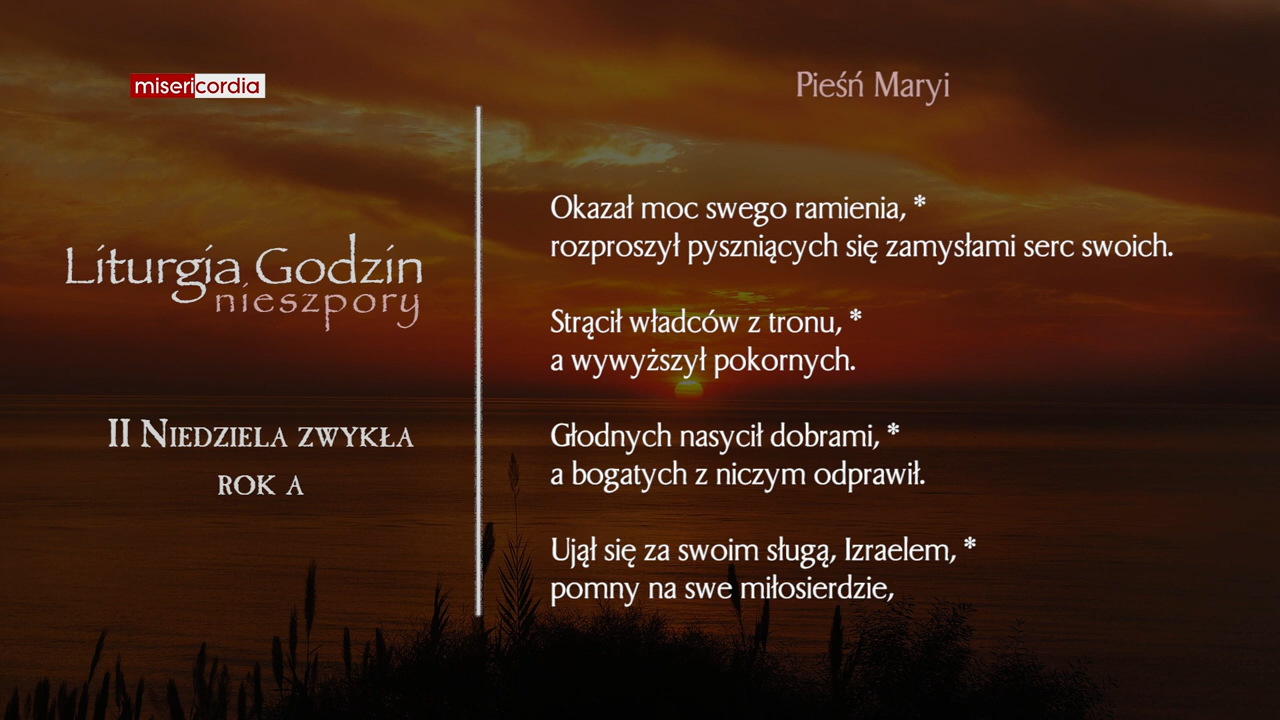 misericordia
Pieśń Maryi
Liturgia Godzin
nieszpory
II Niedziela zwykła
rok a
Okazał moc swego ramienia, *
rozproszył pyszniących się zamysłami serc swoich.
Strącił władców z tronu, *
a wywyższył pokornych.
Głodnych nasycił dobrami, *
a bogatych z niczym odprawił.
Ujął się za swoim sługą, Izraelem, *
pomny na swe miłosierdzie,